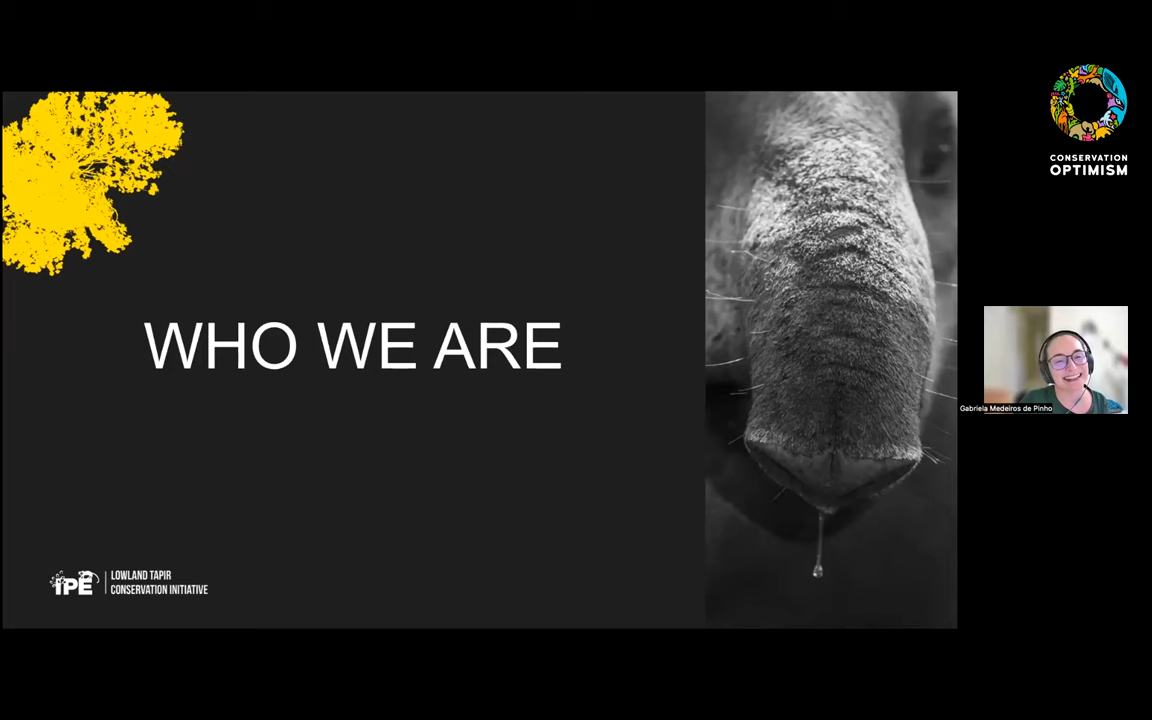 CONSERVATION
OPTIMISM
WHO WE ARE
Gabriela Medeiros de Pinho
IPÊ
LOWLAND TAPIR
CONSERVATION INITIATIVE